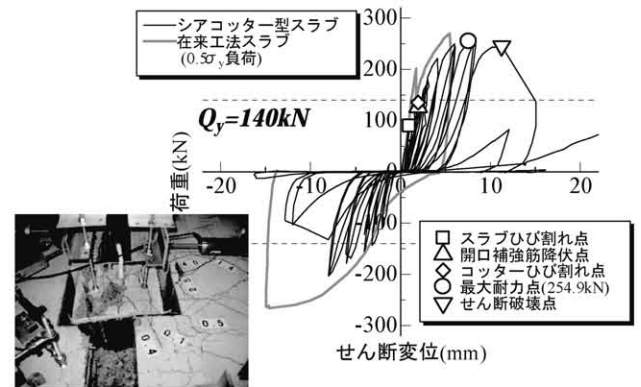 シアコッター型スラブ
在来工法スラブ
(0.5σy負荷)
300
200
100
0
-100
-200
-300
荷重(kN)
Qy=140kN
-20
-10
0
10
20
せん断変位(mm)
スラブひび割れ点
開口補強筋降伏点
コッターひび割れ点
最大耐力点(254.9kN)
せん断破壊点